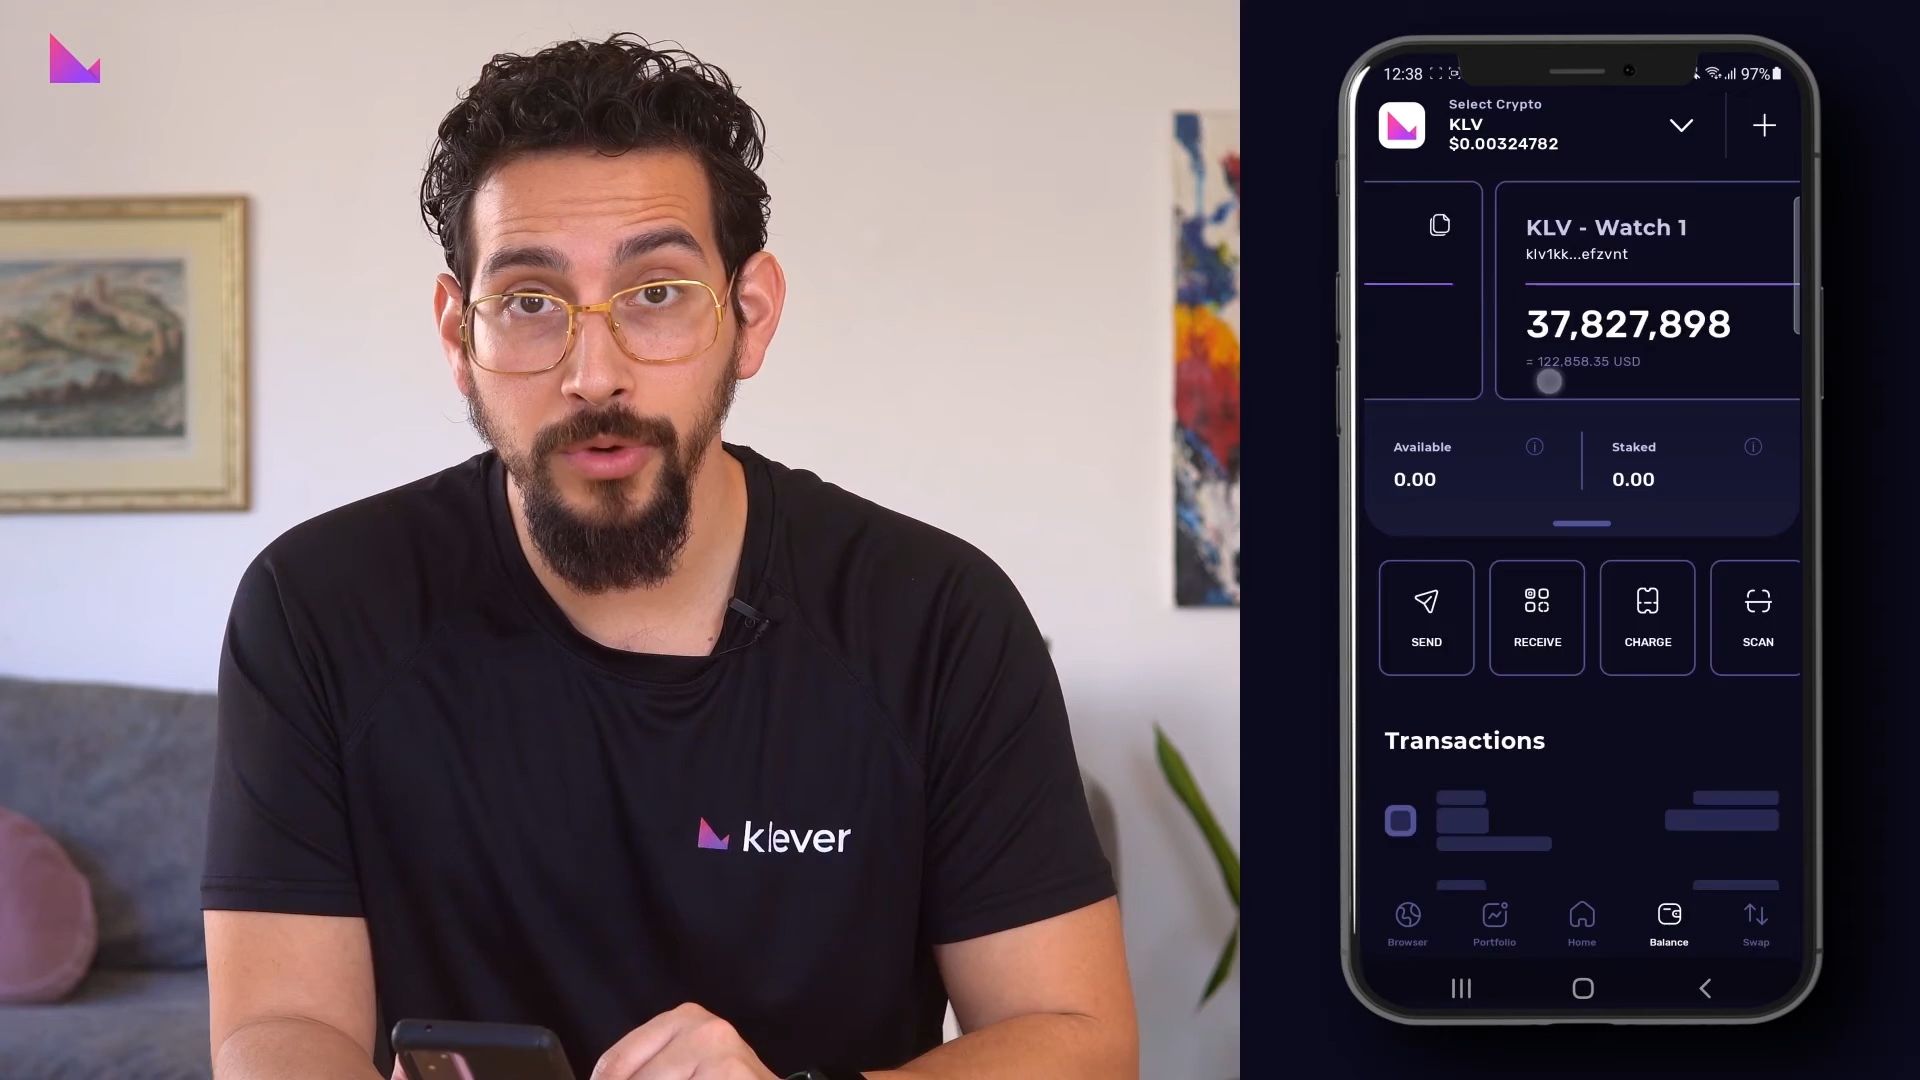 klever
12:38
97%
Select Crypto
KLV
$0.00324782
KLV - Watch 1
klv1kk...efzvnt
37,827,898
= 122,858.35 USD
Available
Staked
0.00
0.00
SEND
RECEIVE
CHARGE
SCAN
Transactions
Browser
Portfolio
Home
Balance
Swap